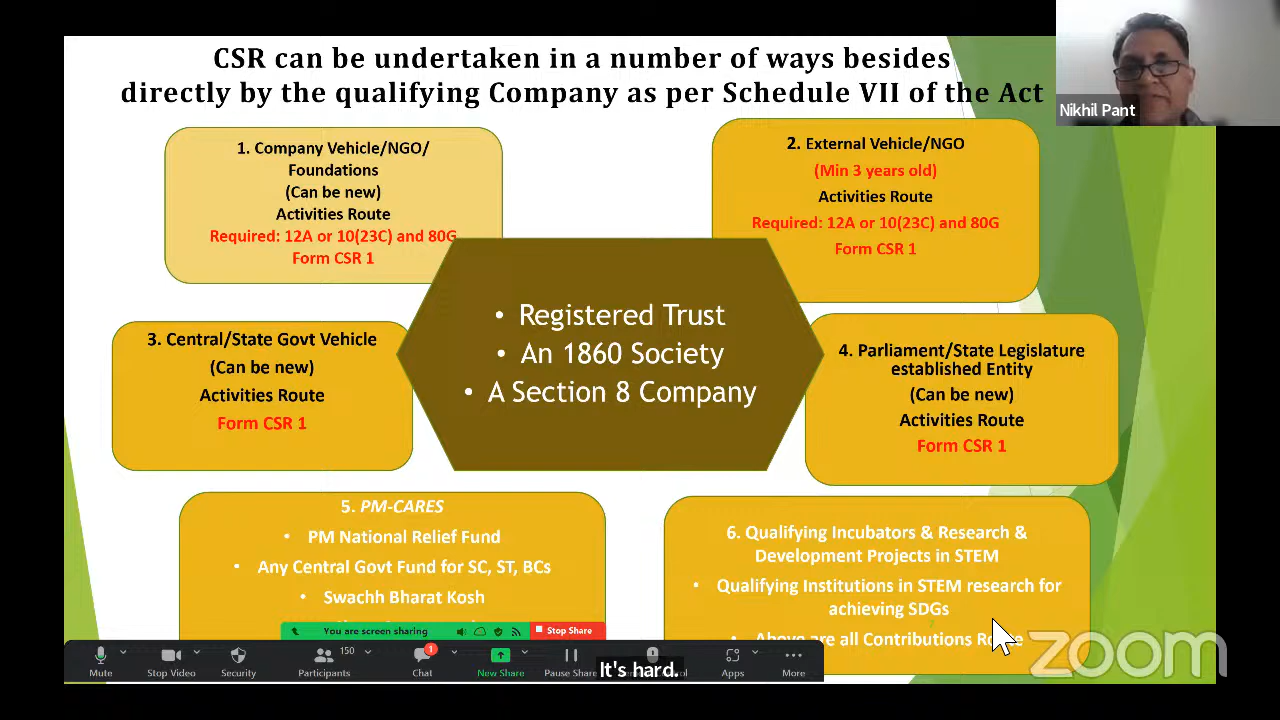 CSR can be undertaken in a number of ways besides
directly by the qualifying Company as per Schedule VII of the Act
Nikhil Pant
1. Company Vehicle/NGO/
Foundations
(Can be new)
Activities Route
Required: 12A or 10(23C) and 80G
Form CSR 1
2. External Vehicle/NGO
(Min 3 years old)
Activities Route
Required: 12A or 10(23C) and 80G
Form CSR 1
• Registered Trust
• An 1860 Society
• A Section 8 Company
3. Central/State Govt Vehicle
(Can be new)
Activities Route
Form CSR 1
4. Parliament/State Legislature
established Entity
(Can be new)
Activities Route
Form CSR 1
5. PM-CARES
• PM National Relief Fund
• Any Central Govt Fund for SC, ST, BCs
• Swachh Bharat Kosh
6. Qualifying Incubators & Research &
Development Projects in STEM
• Qualifying Institutions in STEM research for
achieving SDGs
• Above are all Contributions
You are screen sharing
Stop Share
Mute
Stop Video
Security
150
Participants
1
Chat
New Share
Pause Share
Apps
More
It's hard.
zoom